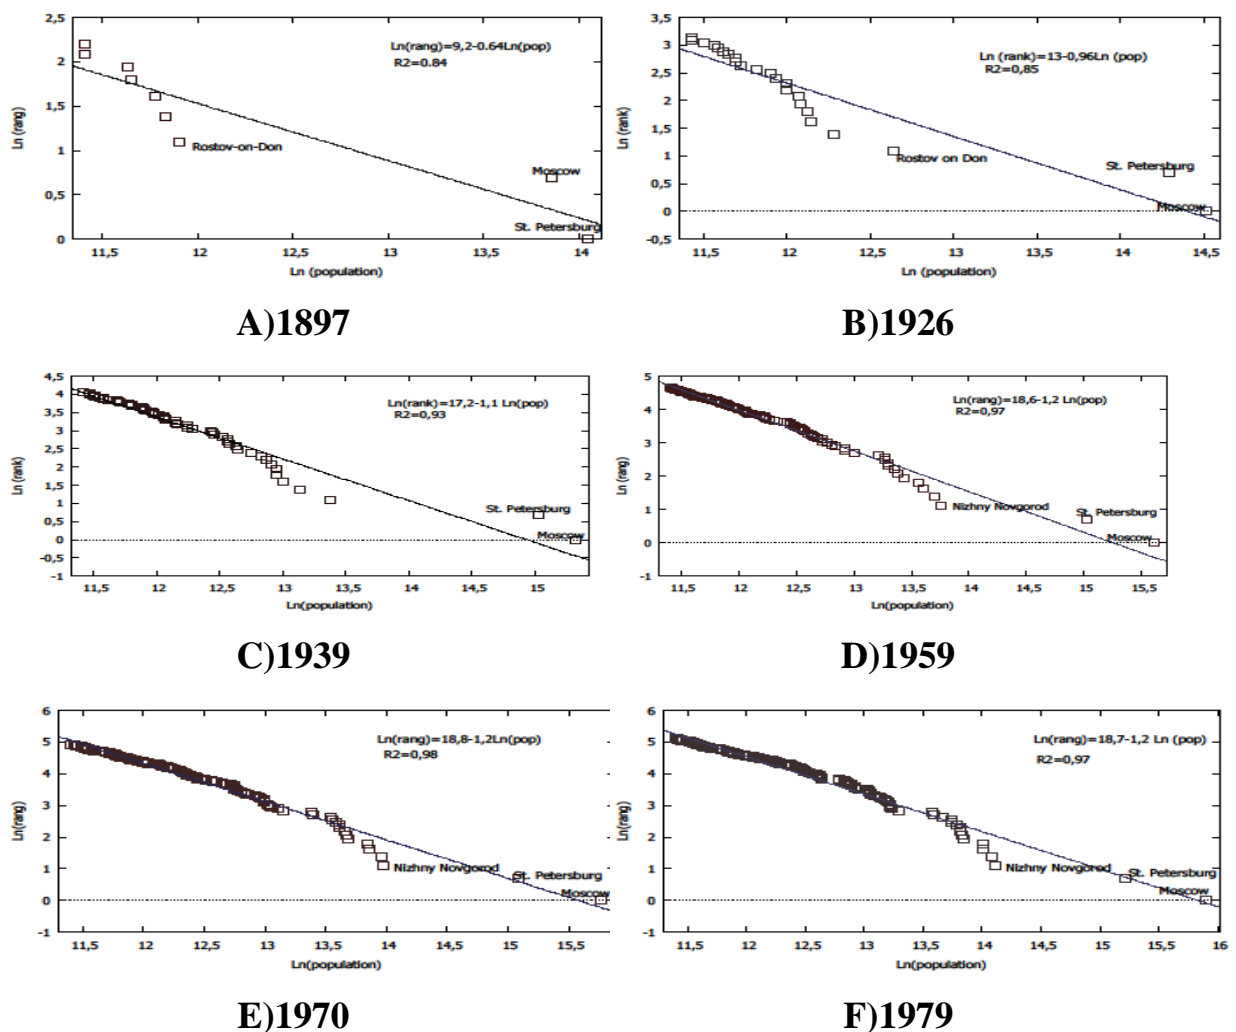 2,5
2
1,5
1
0,5
0
Ln (rang)
Ln(rang)=9,2-0.64Ln(pop)
R2=0.84
Rostov-on-Don
Moscow
St. Petersburg
11,5 12 12,5 13 13,5 14
Ln (population)
A)1897
3,5
3
2,5
2
1,5
1
0,5
0
-0,5
Ln (rank)
Ln (rank)=13-0,96Ln (pop)
R2=0,85
Rostov on Don
St. Petersburg
Moscow
11,5 12 12,5 13 13,5 14 14,5
Ln (population)
B)1926
4,5
4
3,5
3
2,5
2
1,5
1
0,5
0
-0,5
-1
Ln (rank)
Ln(rank)=17,2-1,1 Ln(pop)
R2=0,93
St. Petersburg
Moscow
11,5 12 12,5 13 13,5 14 14,5 15
Ln(population)
C)1939
5
4
3
2
1
0
-1
Ln (rang)
Ln(rang)=18,6-1,2 Ln(pop)
R2=0,97
Nizhny Novgorod
St. Petersburg
Moscow
11,5 12 12,5 13 13,5 14 14,5 15 15,5
Ln(population)
D)1959
6
5
4
3
2
1
0
-1
Ln(rang)
Ln(rang)=18,8-1,2Ln(pop)
R2=0,98
Nizhny Novgorod
St. Petersburg
Moscow
11,5 12 12,5 13 13,5 14 14,5 15 15,5
Ln(population)
E)1970
6
5
4
3
2
1
0
-1
Ln(rang)
Ln(rang)=18,7-1,2 Ln (pop)
R2=0,97
Nizhny Novgorod
St. Petersburg
Moscow
11,5 12 12,5 13 13,5 14 14,5 15 15,5 16
Ln(population)
F)1979